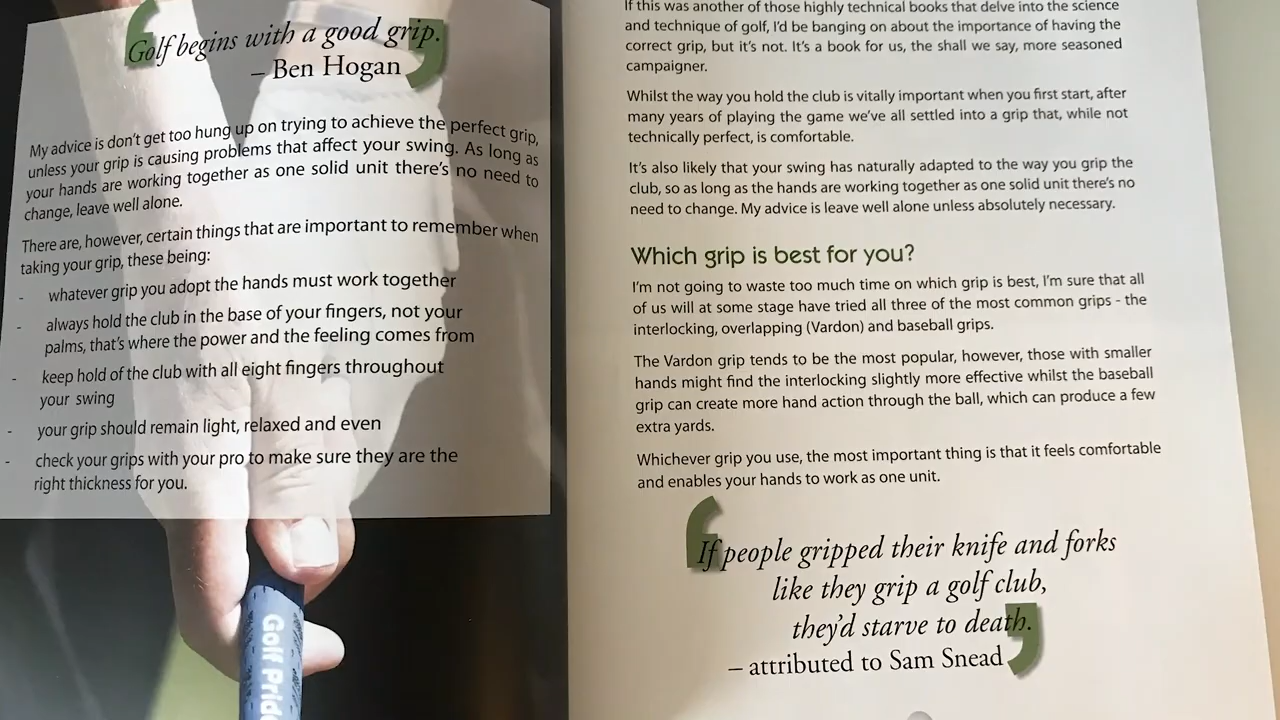 Golf begins with a good grip.
– Ben Hogan
My advice is don't get too hung up on trying to achieve the perfect grip,
unless your grip is causing problems that affect your swing. As long as
your hands are working together as one solid unit there's no need to
change, leave well alone.
There are, however, certain things that are important to remember when
taking your grip, these being:
- whatever grip you adopt the hands must work together
- always hold the club in the base of your fingers, not your
palms, that's where the power and the feeling comes from
- keep hold of the club with all eight fingers throughout
your swing
- your grip should remain light, relaxed and even
- check your grips with your pro to make sure they are the
right thickness for you.
Golf Pride
If this was another of those highly technical books that delve into the science
and technique of golf, I'd be banging on about the importance of having the
correct grip, but it's not. It's a book for us, the shall we say, more seasoned
campaigner.
Whilst the way you hold the club is vitally important when you first start, after
many years of playing the game we've all settled into a grip that, while not
technically perfect, is comfortable.
It's also likely that your swing has naturally adapted to the way you grip the
club, so as long as the hands are working together as one solid unit there's no
need to change. My advice is leave well alone unless absolutely necessary.
Which grip is best for you?
I'm not going to waste too much time on which grip is best, I'm sure that all
of us will at some stage have tried all three of the most common grips - the
interlocking, overlapping (Vardon) and baseball grips.
The Vardon grip tends to be the most popular, however, those with smaller
hands might find the interlocking slightly more effective whilst the baseball
grip can create more hand action through the ball, which can produce a few
extra yards.
Whichever grip you use, the most important thing is that it feels comfortable
and enables your hands to work as one unit.
If people gripped their knife and forks
like they grip a golf club,
they'd starve to death.
– attributed to Sam Snead